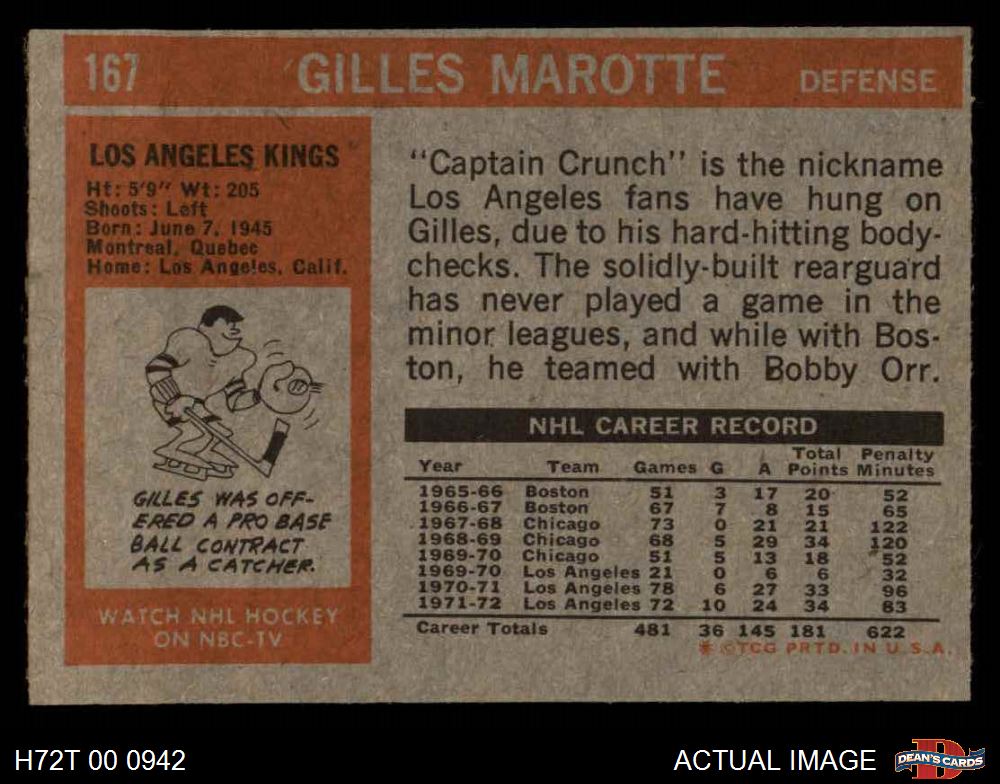 167 GILLES MAROTTE DEFENSE
LOS ANGELES KINGS
Ht: 5'9" Wt: 205
Shoots: Left
Born: June 7, 1945
Montreal, Quebec
Home: Los Angeles, Calif.
GILLES WAS OFF-
ERED A PRO BASE
BALL CONTRACT
AS A CATCHER.
WATCH NHL HOCKEY
ON NBC-TV
"Captain Crunch" is the nickname
Los Angeles fans have hung on
Gilles, due to his hard-hitting body-
checks. The solidly-built rearguard
has never played a game in the
minor leagues, and while with Bos-
ton, he teamed with Bobby Orr.
NHL CAREER RECORD
Total Penalty
Year Team Games G A Points Minutes
1965-66 Boston 51 3 17 20 52
1966-67 Boston 67 7 8 15 65
1967-68 Chicago 73 0 21 21 122
1968-69 Chicago 68 5 29 34 120
1969-70 Chicago 51 5 13 18 52
1969-70 Los Angeles 21 0 6 6 32
1970-71 Los Angeles 78 6 27 33 96
1971-72 Los Angeles 72 10 24 34 83
Career Totals 481 36 145 181 622
* ©TCG PRTD. IN U.S.A.
H72T 00 0942 ACTUAL IMAGE DEAN'S CARDS